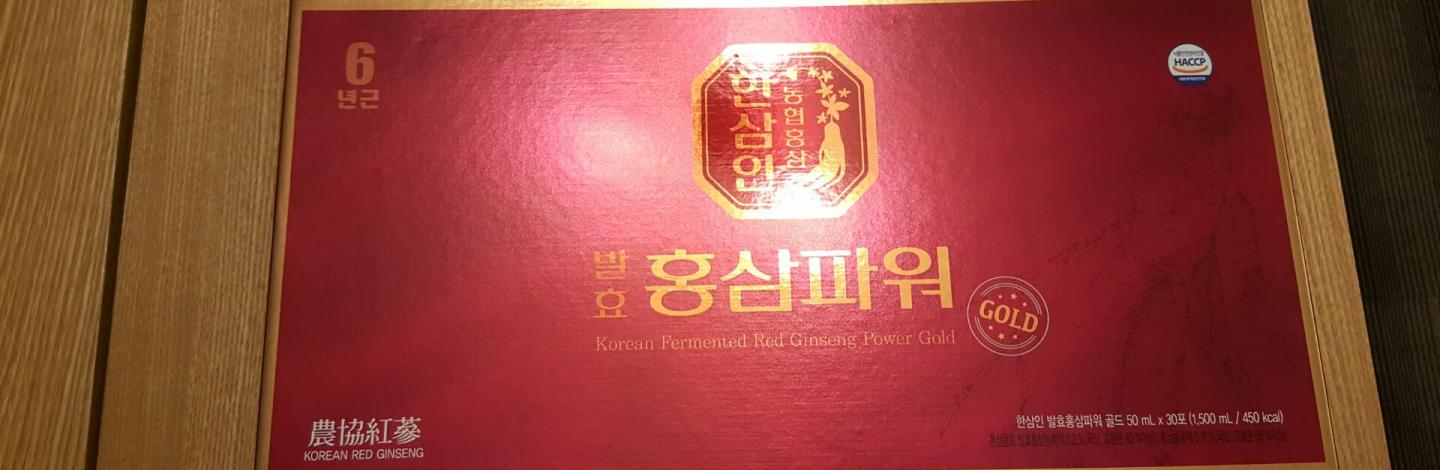 6
년근
한삼인
농협홍삼
HACCP
발효
홍삼파워
GOLD
Korean Fermented Red Ginseng Power Gold
農協紅蔘
KOREAN RED GINSENG
한삼인 발효홍삼파워 골드 50 mL x 30포 (1,500 mL / 450 kcal)